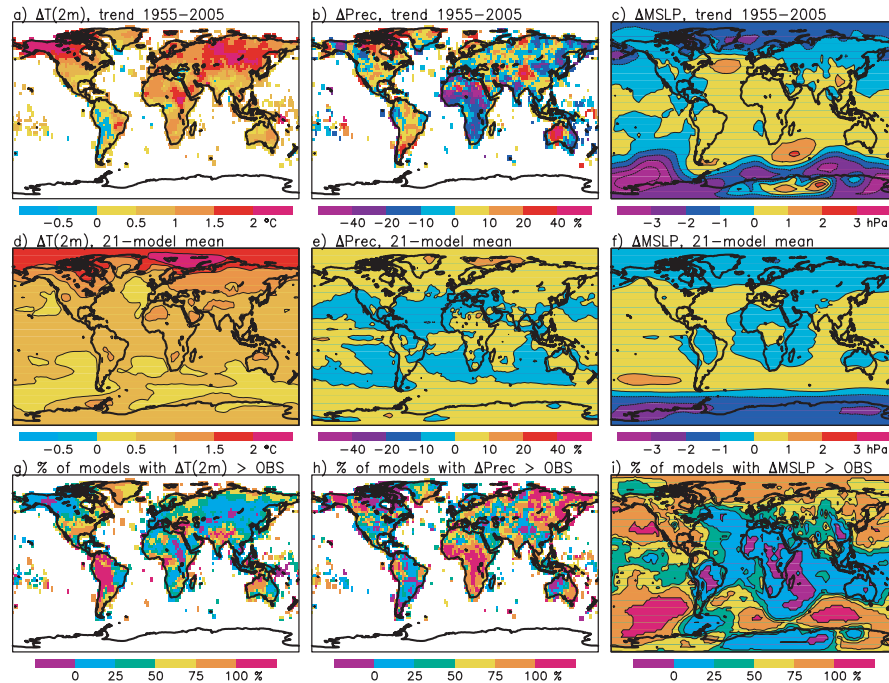 a) ΔT(2m), trend 1955−2005
b) ΔPrec, trend 1955−2005
c) ΔMSLP, trend 1955−2005
−0.5 0 0.5 1 1.5 2 °C
−40 −20 −10 0 10 20 40 %
−3 −2 −1 0 1 2 3 hPa
d) ΔT(2m), 21−model mean
e) ΔPrec, 21−model mean
f) ΔMSLP, 21−model mean
−0.5 0 0.5 1 1.5 2 °C
−40 −20 −10 0 10 20 40 %
−3 −2 −1 0 1 2 3 hPa
g) % of models with ΔT(2m) > OBS
h) % of models with ΔPrec > OBS
i) % of models with ΔMSLP > OBS
0 25 50 75 100 %
0 25 50 75 100 %
0 25 50 75 100 %